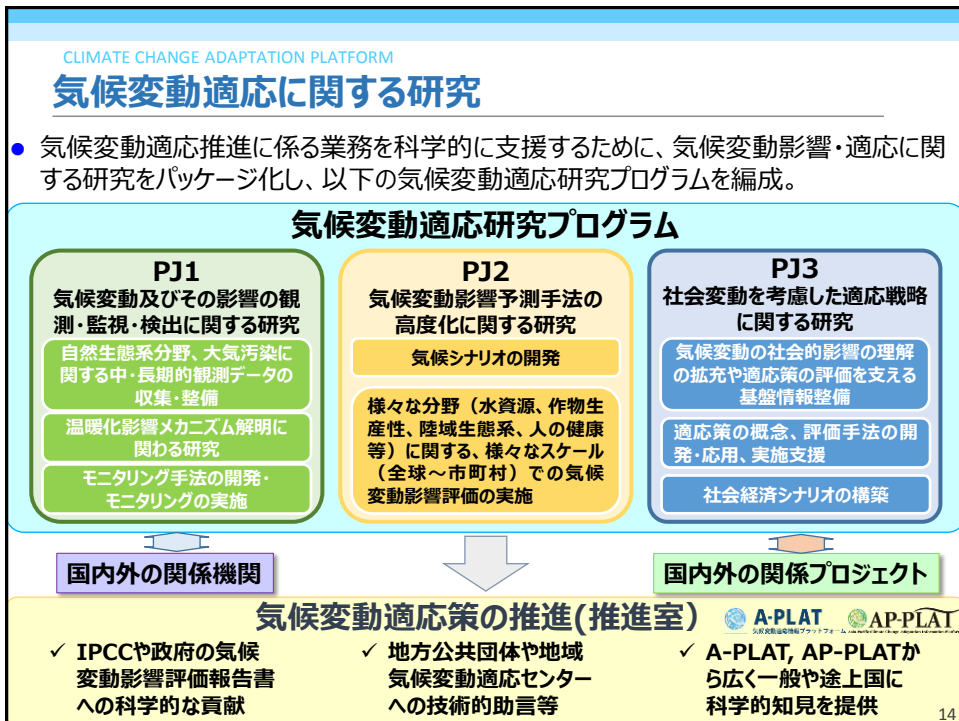 CLIMATE CHANGE ADAPTATION PLATFORM
気候変動適応に関する研究
● 気候変動適応推進に係る業務を科学的に支援するために、気候変動影響・適応に関
する研究をパッケージ化し、以下の気候変動適応研究プログラムを編成。
気候変動適応研究プログラム
PJ1
気候変動及びその影響の観
測・監視・検出に関する研究
自然生態系分野、大気汚染に
関する中・長期的観測データの
収集・整備
温暖化影響メカニズム解明に
関わる研究
モニタリング手法の開発・
モニタリングの実施
PJ2
気候変動影響予測手法の
高度化に関する研究
気候シナリオの開発
様々な分野（水資源、作物生
産性、陸域生態系、人の健康
等）に関する、様々なスケール
（全球～市町村）での気候
変動影響評価の実施
PJ3
社会変動を考慮した適応戦略
に関する研究
気候変動の社会的影響の理解
の拡充や適応策の評価を支える
基盤情報整備
適応策の概念、評価手法の開
発・応用、実施支援
社会経済シナリオの構築
国内外の関係機関
国内外の関係プロジェクト
気候変動適応策の推進(推進室）
A-PLAT
気候変動適応情報プラットフォーム
AP-PLAT
Asia Pacific Climate Change Adaptation Information Platform
✓ IPCCや政府の気候
変動影響評価報告書
への科学的な貢献
✓ 地方公共団体や地域
気候変動適応センター
への技術的助言等
✓ A-PLAT, AP-PLATか
ら広く一般や途上国に
科学的知見を提供
14